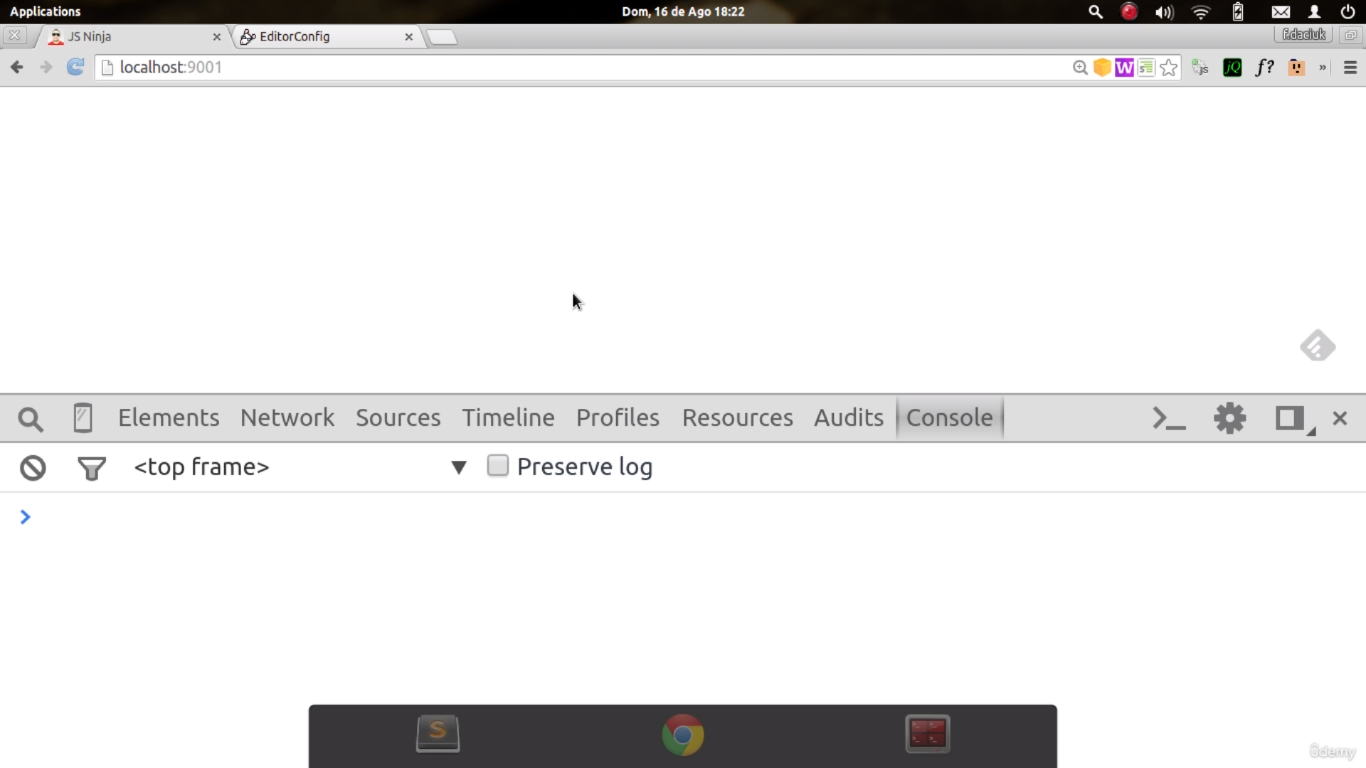 Applications Dom, 16 de Ago 18:22
JS Ninja EditorConfig f.daciuk
localhost:9001 W s js jQ f? »
Elements Network Sources Timeline Profiles Resources Audits Console
<top frame> Preserve log
S
ûdemy